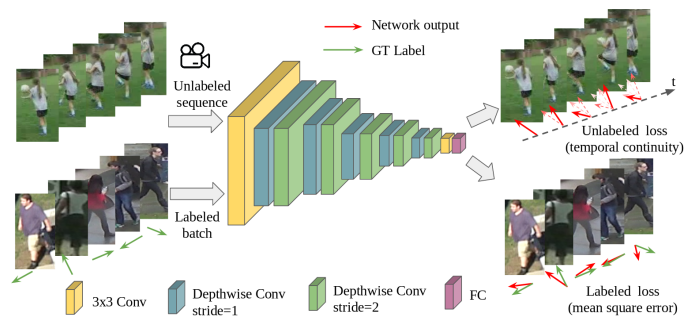 Network output
GT Label
Unlabeled
sequence
t
Unlabeled loss
(temporal continuity)
Labeled
batch
3x3 Conv
Depthwise Conv
stride=1
Depthwise Conv
stride=2
FC
Labeled loss
(mean square error)